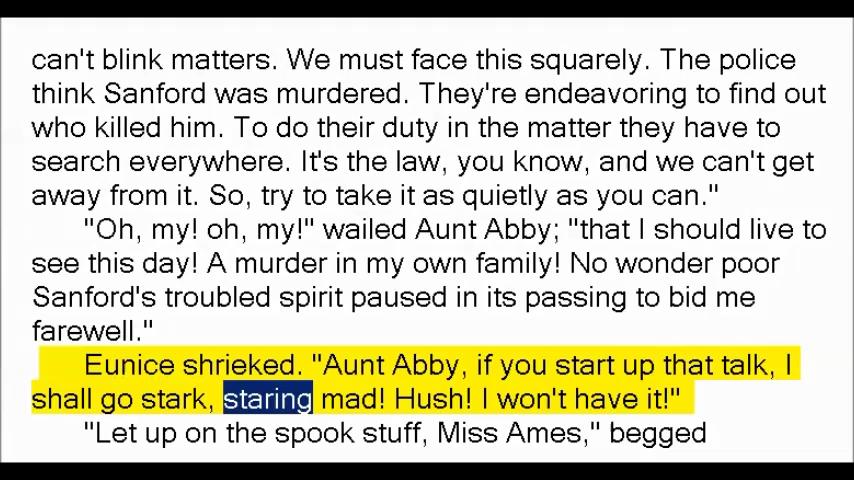 can't blink matters. We must face this squarely. The police
think Sanford was murdered. They're endeavoring to find out
who killed him. To do their duty in the matter they have to
search everywhere. It's the law, you know, and we can't get
away from it. So, try to take it as quietly as you can."
"Oh, my! oh, my!" wailed Aunt Abby; "that I should live to
see this day! A murder in my own family! No wonder poor
Sanford's troubled spirit paused in its passing to bid me
farewell."
Eunice shrieked. "Aunt Abby, if you start up that talk, I
shall go stark, staring mad! Hush! I won't have it!"
"Let up on the spook stuff, Miss Ames," begged